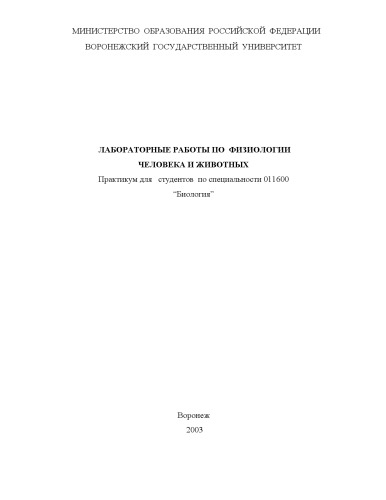 МИНИСТЕРСТВО ОБРАЗОВАНИЯ РОССИЙСКОЙ ФЕДЕРАЦИИ
ВОРОНЕЖСКИЙ ГОСУДАРСТВЕННЫЙ УНИВЕРСИТЕТ
ЛАБОРАТОРНЫЕ РАБОТЫ ПО ФИЗИОЛОГИИ
ЧЕЛОВЕКА И ЖИВОТНЫХ
Практикум для студентов по специальности 011600
“Биология”
Воронеж
2003